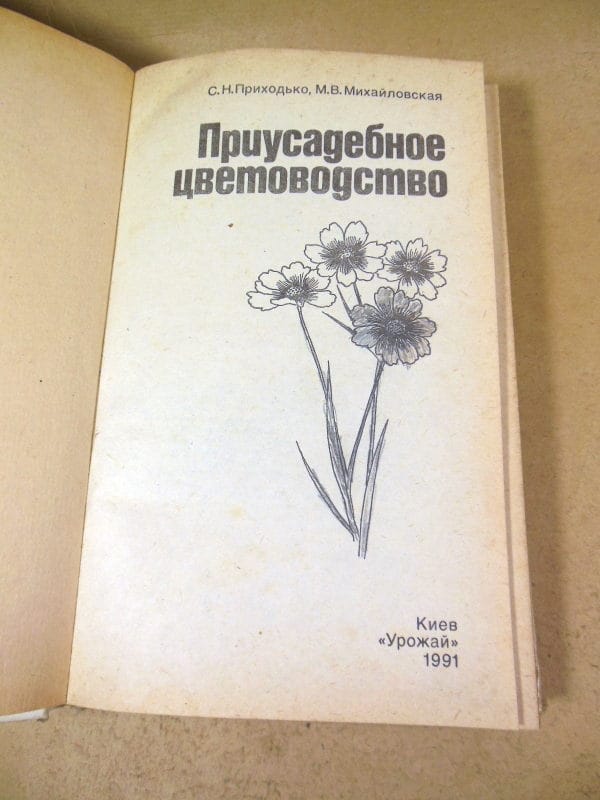 С.Н.Приходько, М.В.Михайловская
Приусадебное
цветоводство
Киев
«Урожай»
1991